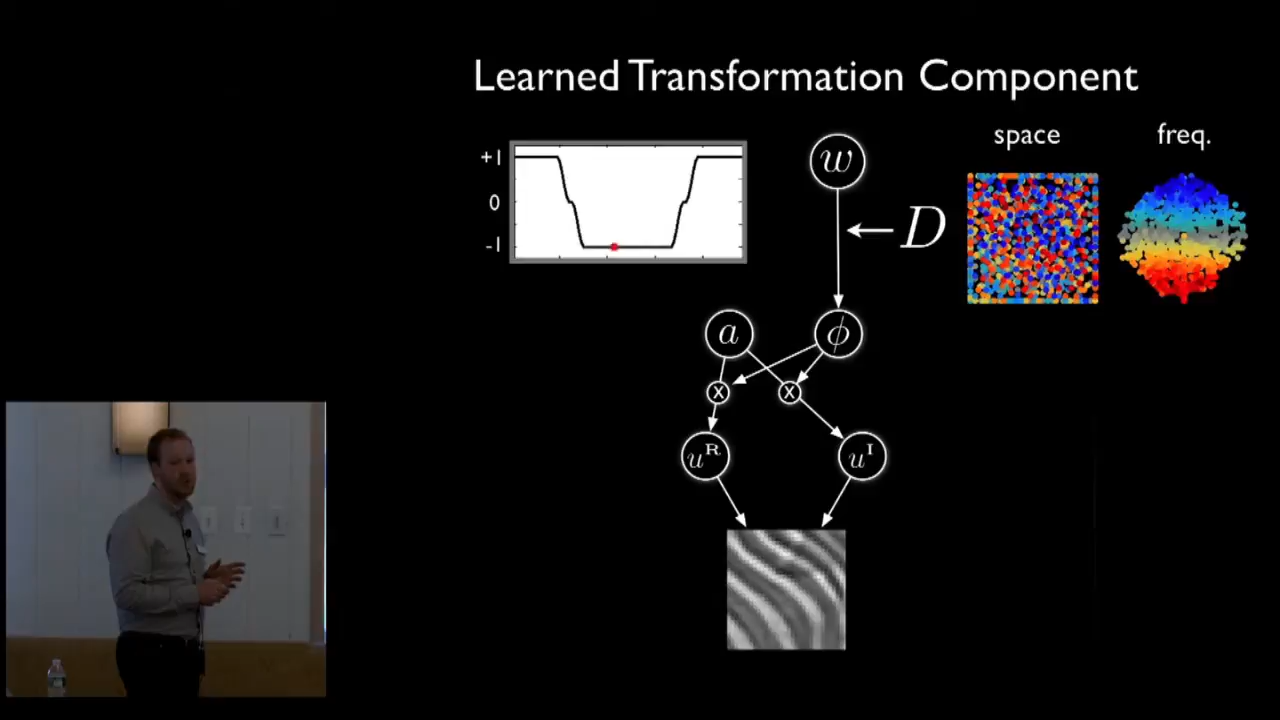 Learned Transformation Component
space freq.
+1
0
-1
w
D
a
ϕ
x x
uᴿ
uᴵ